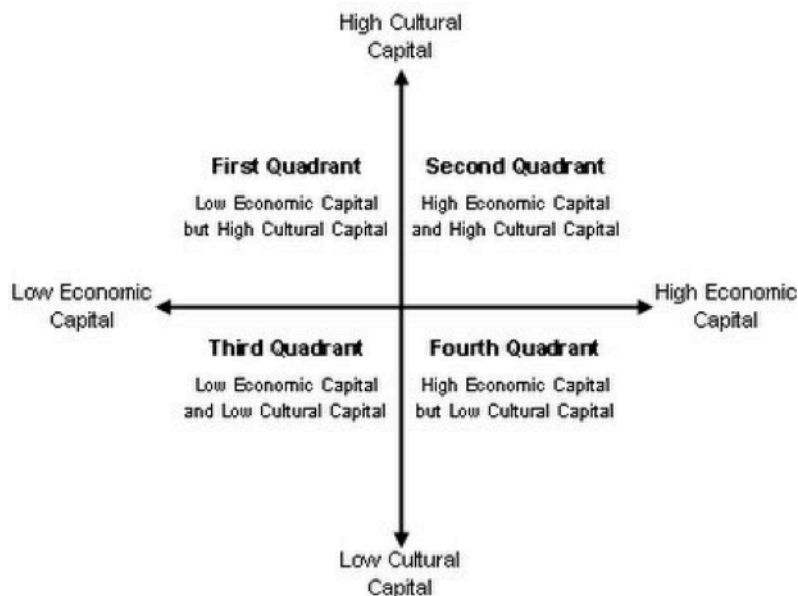 High Cultural
Capital
First Quadrant
Low Economic Capital
but High Cultural Capital
Second Quadrant
High Economic Capital
and High Cultural Capital
Low Economic
Capital
High Economic
Capital
Third Quadrant
Low Economic Capital
and Low Cultural Capital
Fourth Quadrant
High Economic Capital
but Low Cultural Capital
Low Cultural
Capital